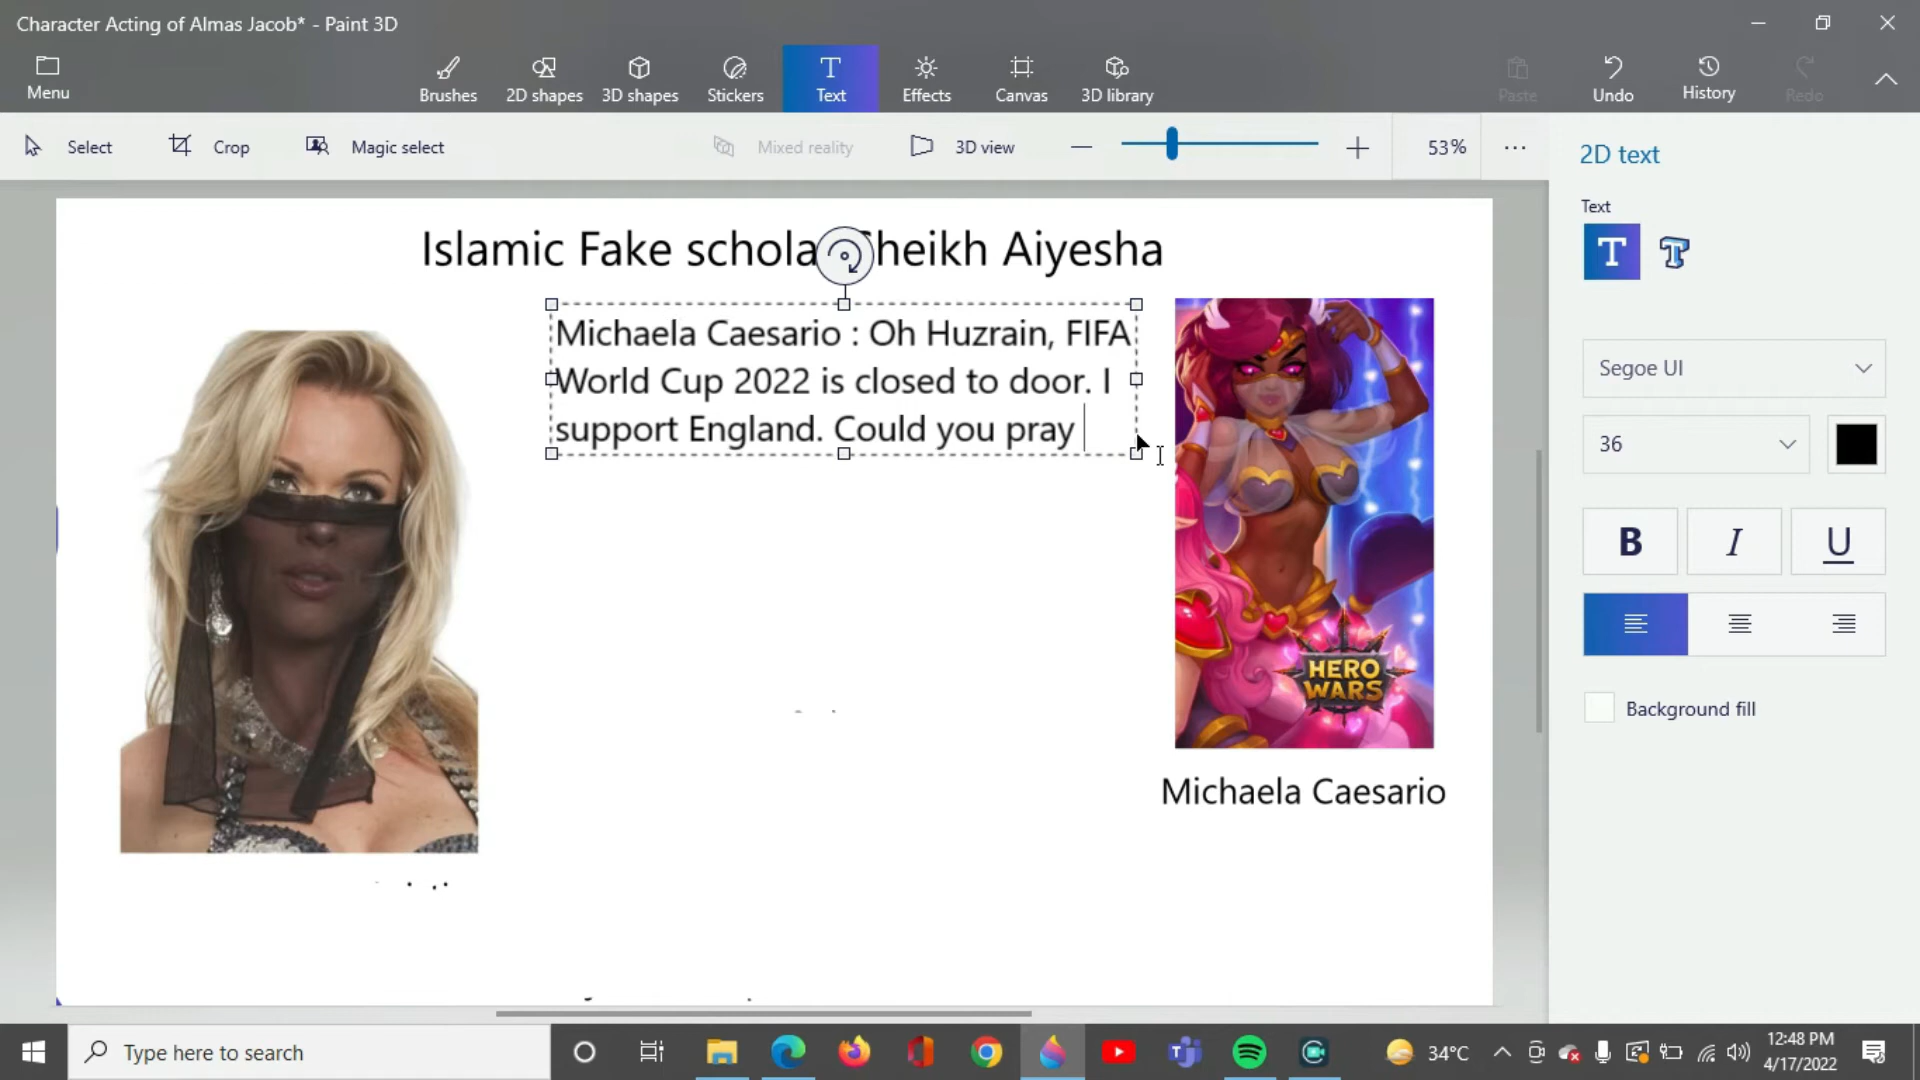 Character Acting of Almas Jacob* - Paint 3D
Menu
Brushes
2D shapes
3D shapes
Stickers
Text
Effects
Canvas
3D library
Paste
Undo
History
Redo
Select
Crop
Magic select
Mixed reality
3D view
53%
2D text
Text
Segoe UI
36
B I U
Background fill
Islamic Fake schola Sheikh Aiyesha
Michaela Caesario : Oh Huzrain, FIFA
World Cup 2022 is closed to door. I
support England. Could you pray
HERO
WARS
Michaela Caesario
Type here to search
34°C
12:48 PM
4/17/2022